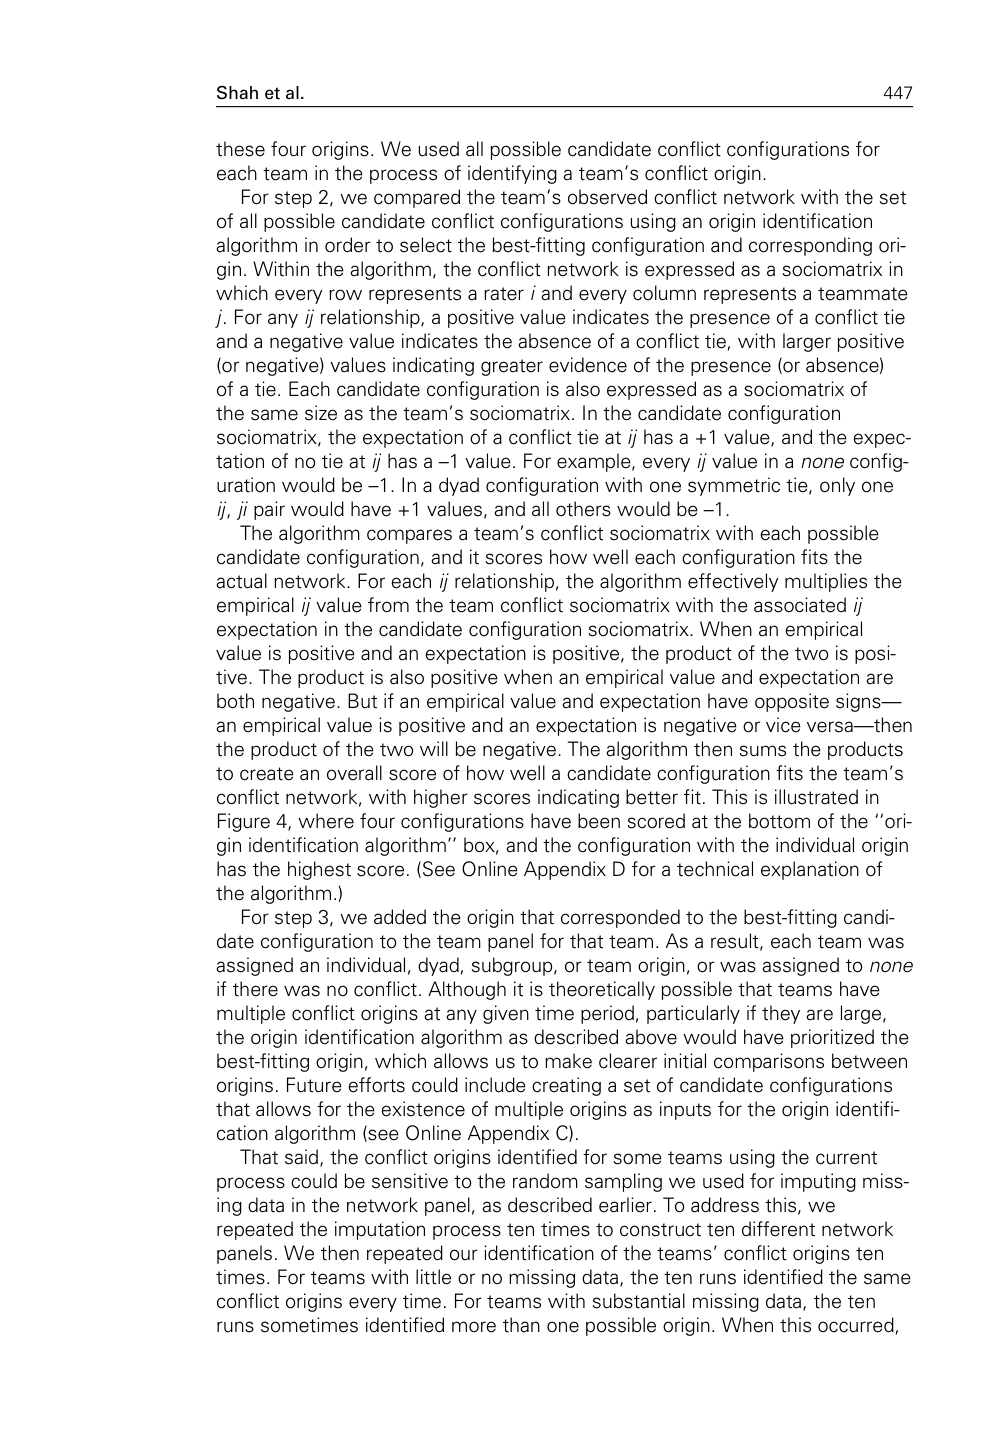 Shah et al. 447
these four origins. We used all possible candidate conflict configurations for
each team in the process of identifying a team's conflict origin.
For step 2, we compared the team's observed conflict network with the set
of all possible candidate conflict configurations using an origin identification
algorithm in order to select the best-fitting configuration and corresponding ori-
gin. Within the algorithm, the conflict network is expressed as a sociomatrix in
which every row represents a rater i and every column represents a teammate
j. For any ij relationship, a positive value indicates the presence of a conflict tie
and a negative value indicates the absence of a conflict tie, with larger positive
(or negative) values indicating greater evidence of the presence (or absence)
of a tie. Each candidate configuration is also expressed as a sociomatrix of
the same size as the team's sociomatrix. In the candidate configuration
sociomatrix, the expectation of a conflict tie at ij has a +1 value, and the expec-
tation of no tie at ij has a –1 value. For example, every ij value in a none config-
uration would be –1. In a dyad configuration with one symmetric tie, only one
ij, ji pair would have +1 values, and all others would be –1.
The algorithm compares a team's conflict sociomatrix with each possible
candidate configuration, and it scores how well each configuration fits the
actual network. For each ij relationship, the algorithm effectively multiplies the
empirical ij value from the team conflict sociomatrix with the associated ij
expectation in the candidate configuration sociomatrix. When an empirical
value is positive and an expectation is positive, the product of the two is posi-
tive. The product is also positive when an empirical value and expectation are
both negative. But if an empirical value and expectation have opposite signs—
an empirical value is positive and an expectation is negative or vice versa—then
the product of the two will be negative. The algorithm then sums the products
to create an overall score of how well a candidate configuration fits the team's
conflict network, with higher scores indicating better fit. This is illustrated in
Figure 4, where four configurations have been scored at the bottom of the ''ori-
gin identification algorithm'' box, and the configuration with the individual origin
has the highest score. (See Online Appendix D for a technical explanation of
the algorithm.)
For step 3, we added the origin that corresponded to the best-fitting candi-
date configuration to the team panel for that team. As a result, each team was
assigned an individual, dyad, subgroup, or team origin, or was assigned to none
if there was no conflict. Although it is theoretically possible that teams have
multiple conflict origins at any given time period, particularly if they are large,
the origin identification algorithm as described above would have prioritized the
best-fitting origin, which allows us to make clearer initial comparisons between
origins. Future efforts could include creating a set of candidate configurations
that allows for the existence of multiple origins as inputs for the origin identifi-
cation algorithm (see Online Appendix C).
That said, the conflict origins identified for some teams using the current
process could be sensitive to the random sampling we used for imputing miss-
ing data in the network panel, as described earlier. To address this, we
repeated the imputation process ten times to construct ten different network
panels. We then repeated our identification of the teams' conflict origins ten
times. For teams with little or no missing data, the ten runs identified the same
conflict origins every time. For teams with substantial missing data, the ten
runs sometimes identified more than one possible origin. When this occurred,